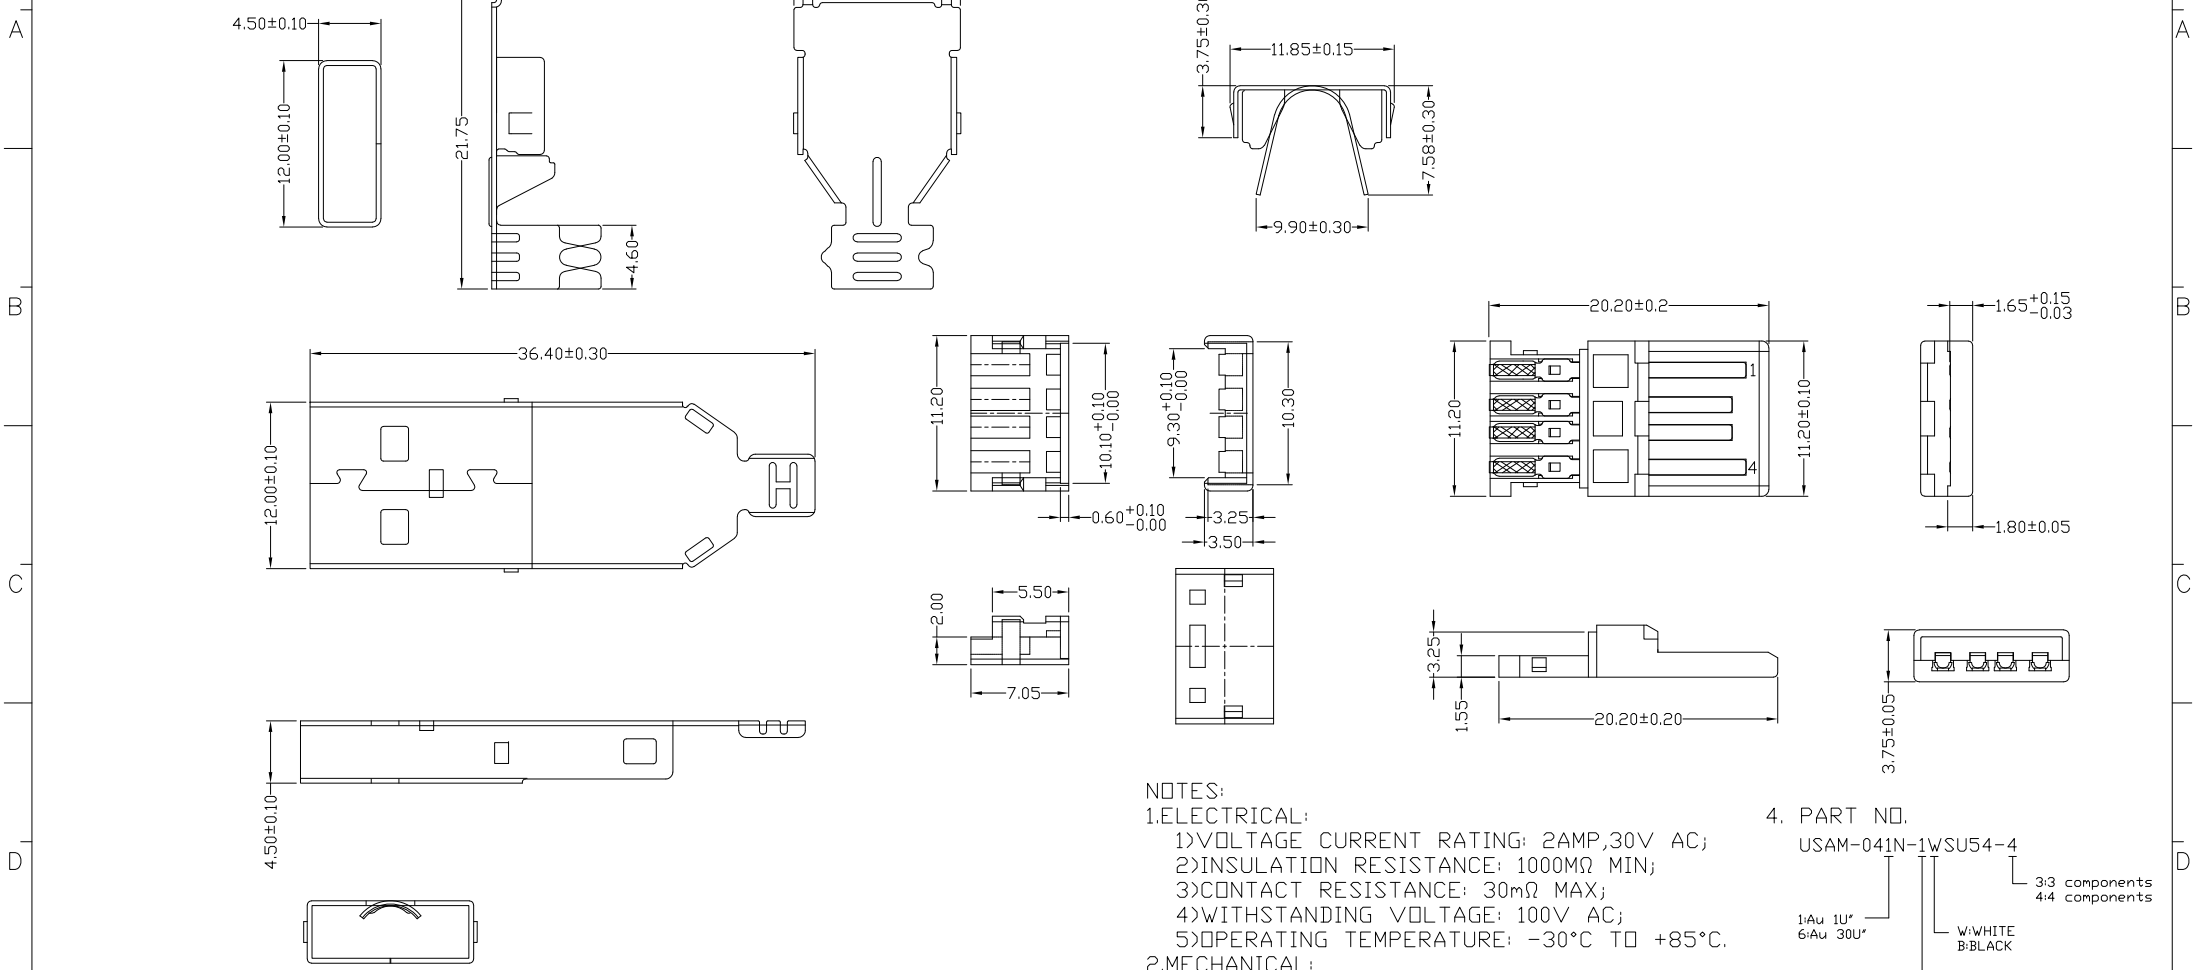 A
A
4.50±0.10
12.00±0.10
21.75
4.60
3.75±0.30
11.85±0.15
7.58±0.30
9.90±0.30
B
B
36.40±0.30
12.00±0.10
11.20
10.10+0.10
-0.00
0.60+0.10
-0.00
9.30+0.10
-0.00
10.30
3.25
3.50
20.20±0.2
11.20
1
4
11.20±0.10
1.65+0.15
-0.03
1.80±0.05
C
C
2.00
5.50
7.05
3.25
1.55
20.20±0.20
3.75±0.05
4.50±0.10
D
D
NOTES:
1.ELECTRICAL:
1)VOLTAGE CURRENT RATING: 2AMP,30V AC;
2)INSULATION RESISTANCE: 1000MΩ MIN;
3)CONTACT RESISTANCE: 30mΩ MAX;
4)WITHSTANDING VOLTAGE: 100V AC;
5)OPERATING TEMPERATURE: -30°C TO +85°C.
2.MECHANICAL:
4. PART NO.
USAM-041N-1WSU54-4
3:3 components
4:4 components
1:Au 1U"
6:Au 30U"
W:WHITE
B:BLACK